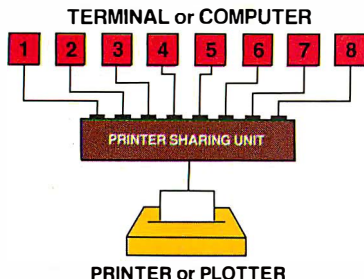 TERMINAL or COMPUTER
1 2 3 4 5 6 7 8
PRINTER SHARING UNIT
PRINTER or PLOTTER